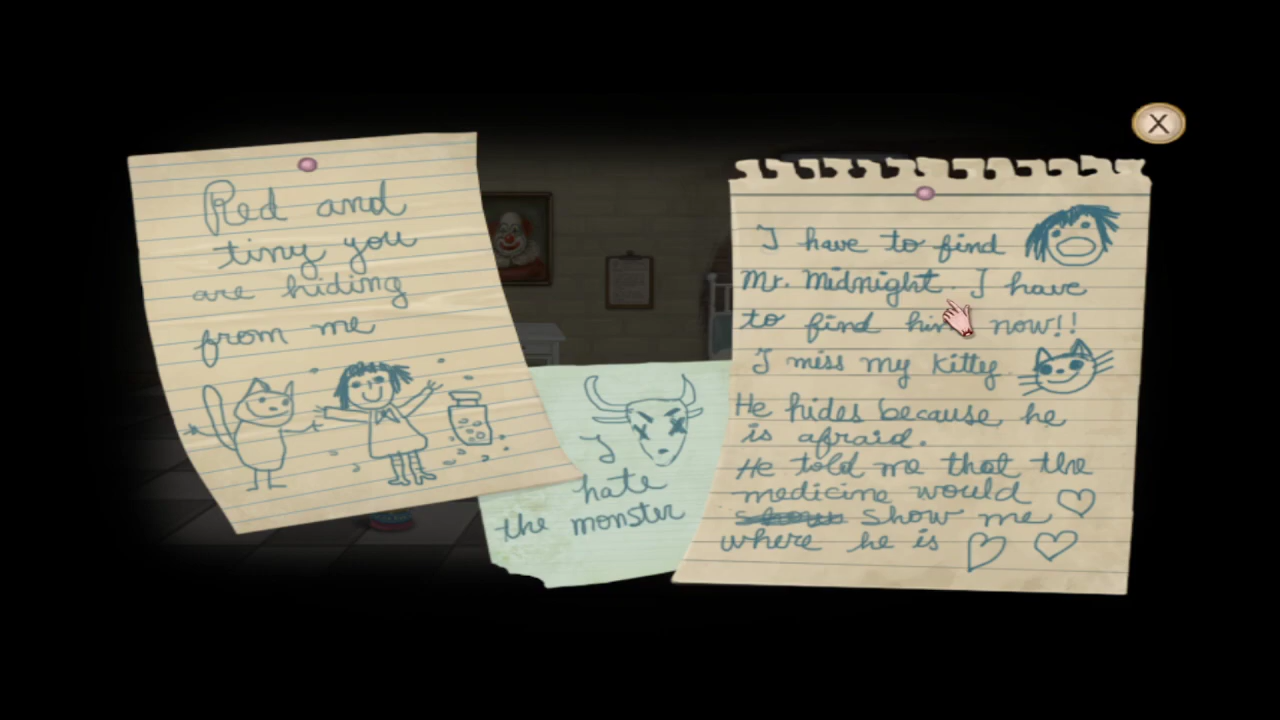 Red and
tiny you
are hiding
from me
I
hate
the monster
I have to find
Mr. Midnight. I have
to find him now!!
I miss my kitty
He hides because he
is afraid.
He told me that the
medicine would
show me
where he is
X